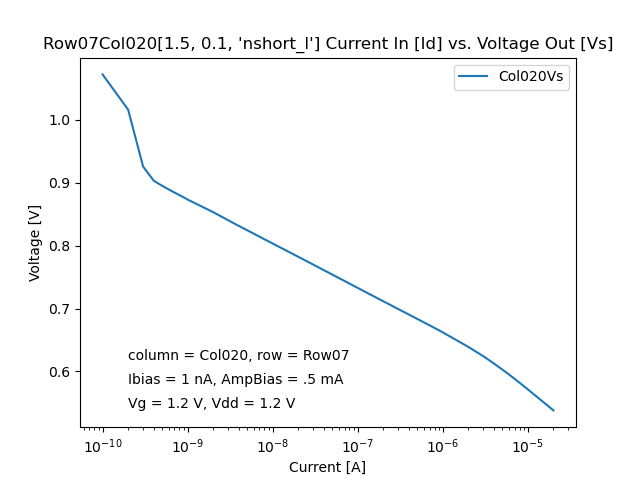 Row07Col020[1.5, 0.1, 'nshort_l'] Current In [Id] vs. Voltage Out [Vs]
Col020Vs
1.0
0.9
0.8
0.7
0.6
Voltage [V]
column = Col020, row = Row07
Ibias = 1 nA, AmpBias = .5 mA
Vg = 1.2 V, Vdd = 1.2 V
10⁻¹⁰ 10⁻⁹ 10⁻⁸ 10⁻⁷ 10⁻⁶ 10⁻⁵
Current [A]